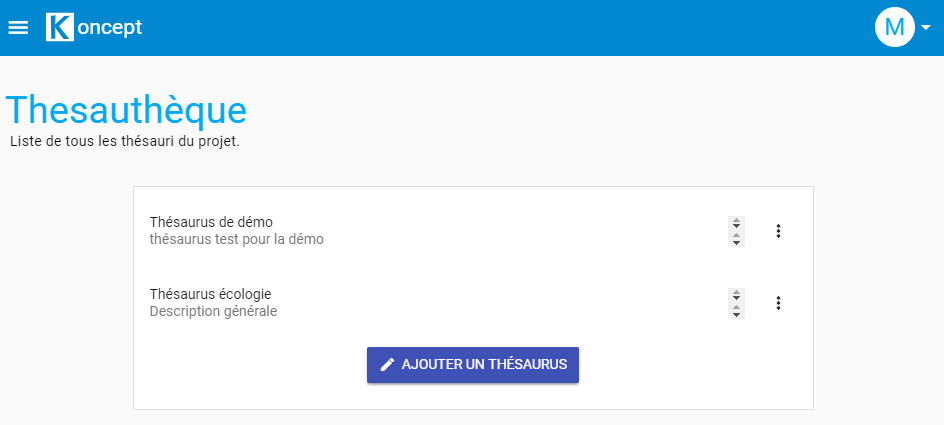 Koncept
M
Thesauthèque
Liste de tous les thésauri du projet.
Thésaurus de démo
thésaurus test pour la démo
Thésaurus écologie
Description générale
AJOUTER UN THÉSAURUS